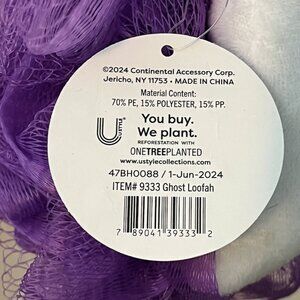 ©2024 Continental Accessory Corp.
Jericho, NY 11753 • MADE IN CHINA
Material Content:
70% PE, 15% POLYESTER, 15% PP.
U STYLE
You buy.
We plant.
REFORESTATION WITH
ONETREEPLANTED
www.ustylecollections.com
47BH0088 / 1-Jun-2024
ITEM# 9333 Ghost Loofah
7 89041 39333 2